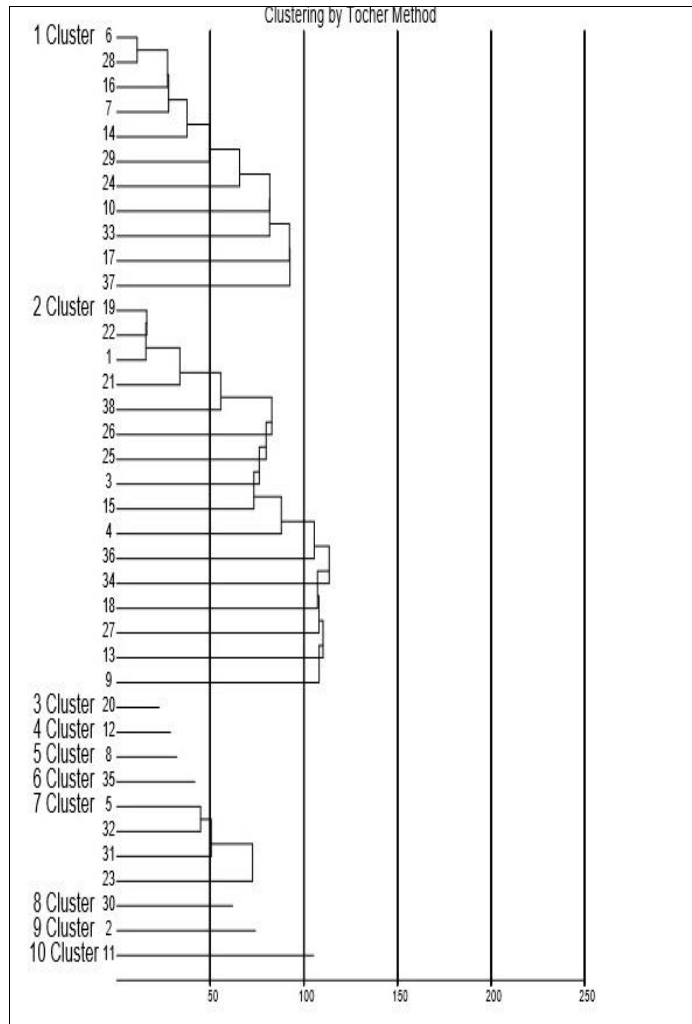 Clustering by Tocher Method
1 Cluster 6
28
16
7
14
29
24
10
33
17
37
2 Cluster 19
22
1
21
38
26
25
3
15
4
36
34
18
27
13
9
3 Cluster 20
4 Cluster 12
5 Cluster 8
6 Cluster 35
7 Cluster 5
32
31
23
8 Cluster 30
9 Cluster 2
10 Cluster 11
50 100 150 200 250